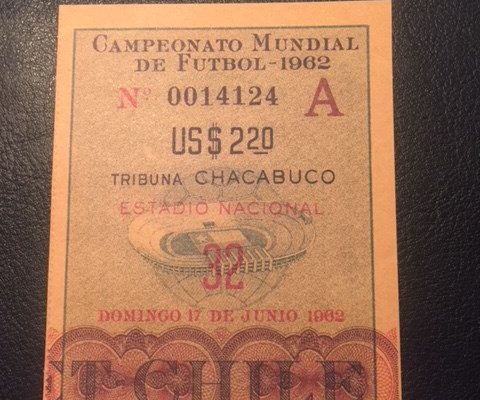 CAMPEONATO MUNDIAL
DE FUTBOL-1962
Nº 0014124 A
US$ 2.20
TRIBUNA CHACABUCO
ESTADIO NACIONAL
32
DOMINGO 17 DE JUNIO 1962
CHILE